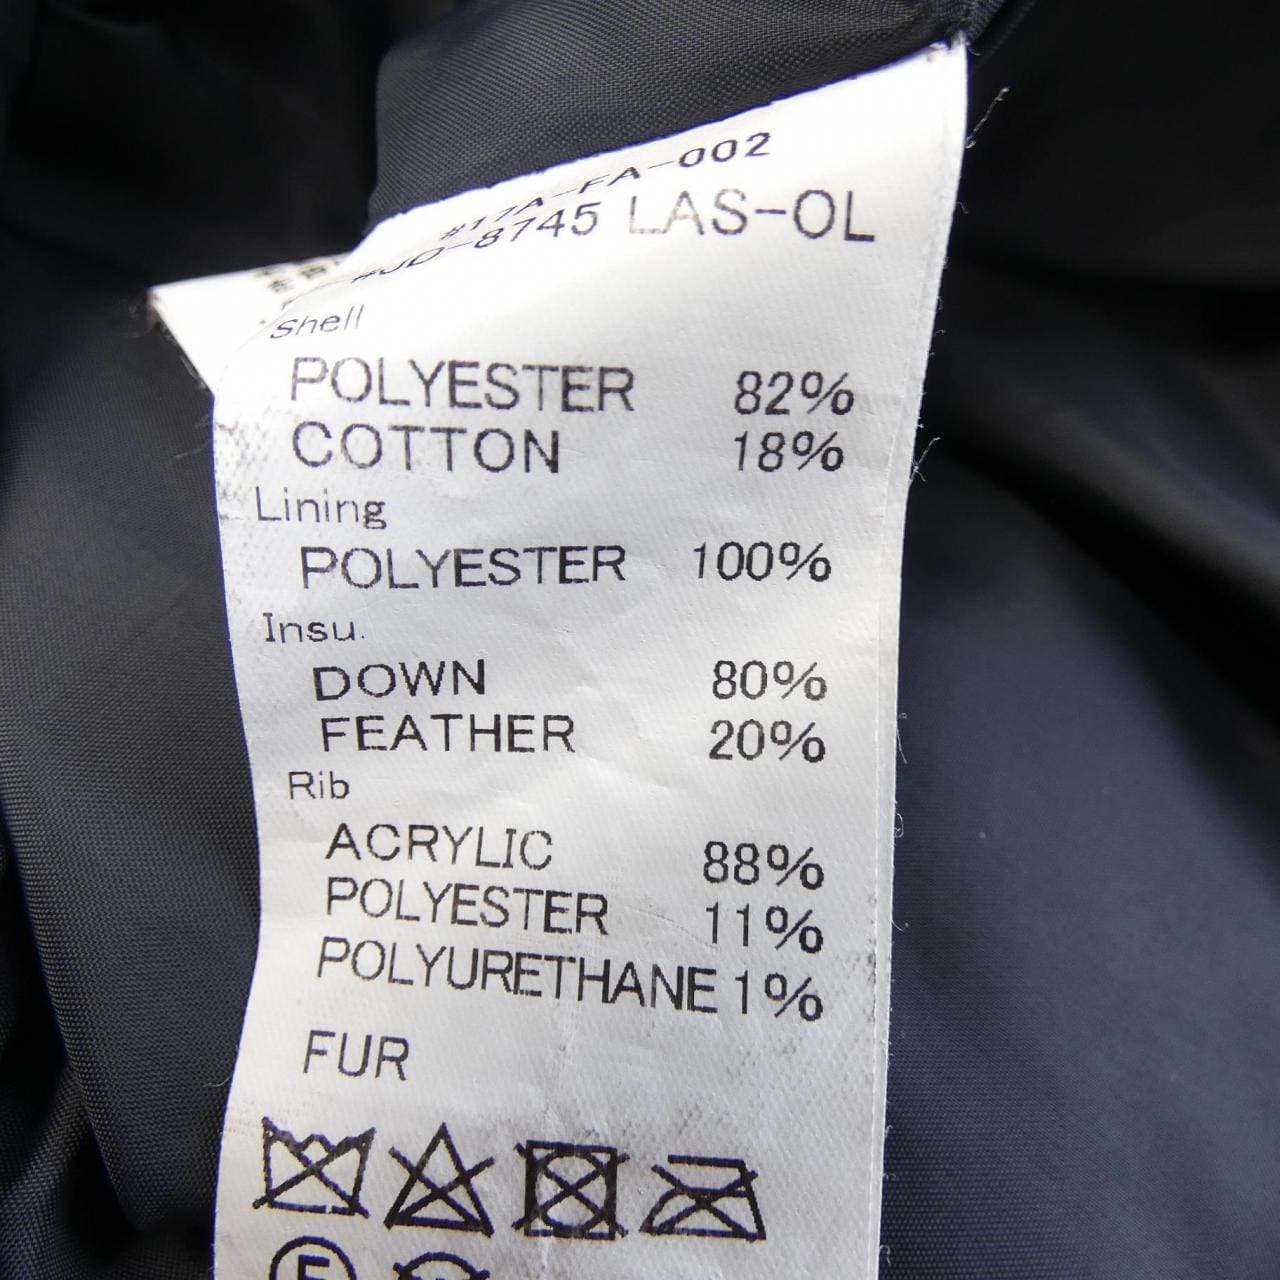 #17A-FA-002
#JD-8745 LAS-OL
Shell
POLYESTER 82%
COTTON 18%
Lining
POLYESTER 100%
Insu.
DOWN 80%
FEATHER 20%
Rib
ACRYLIC 88%
POLYESTER 11%
POLYURETHANE 1%
FUR